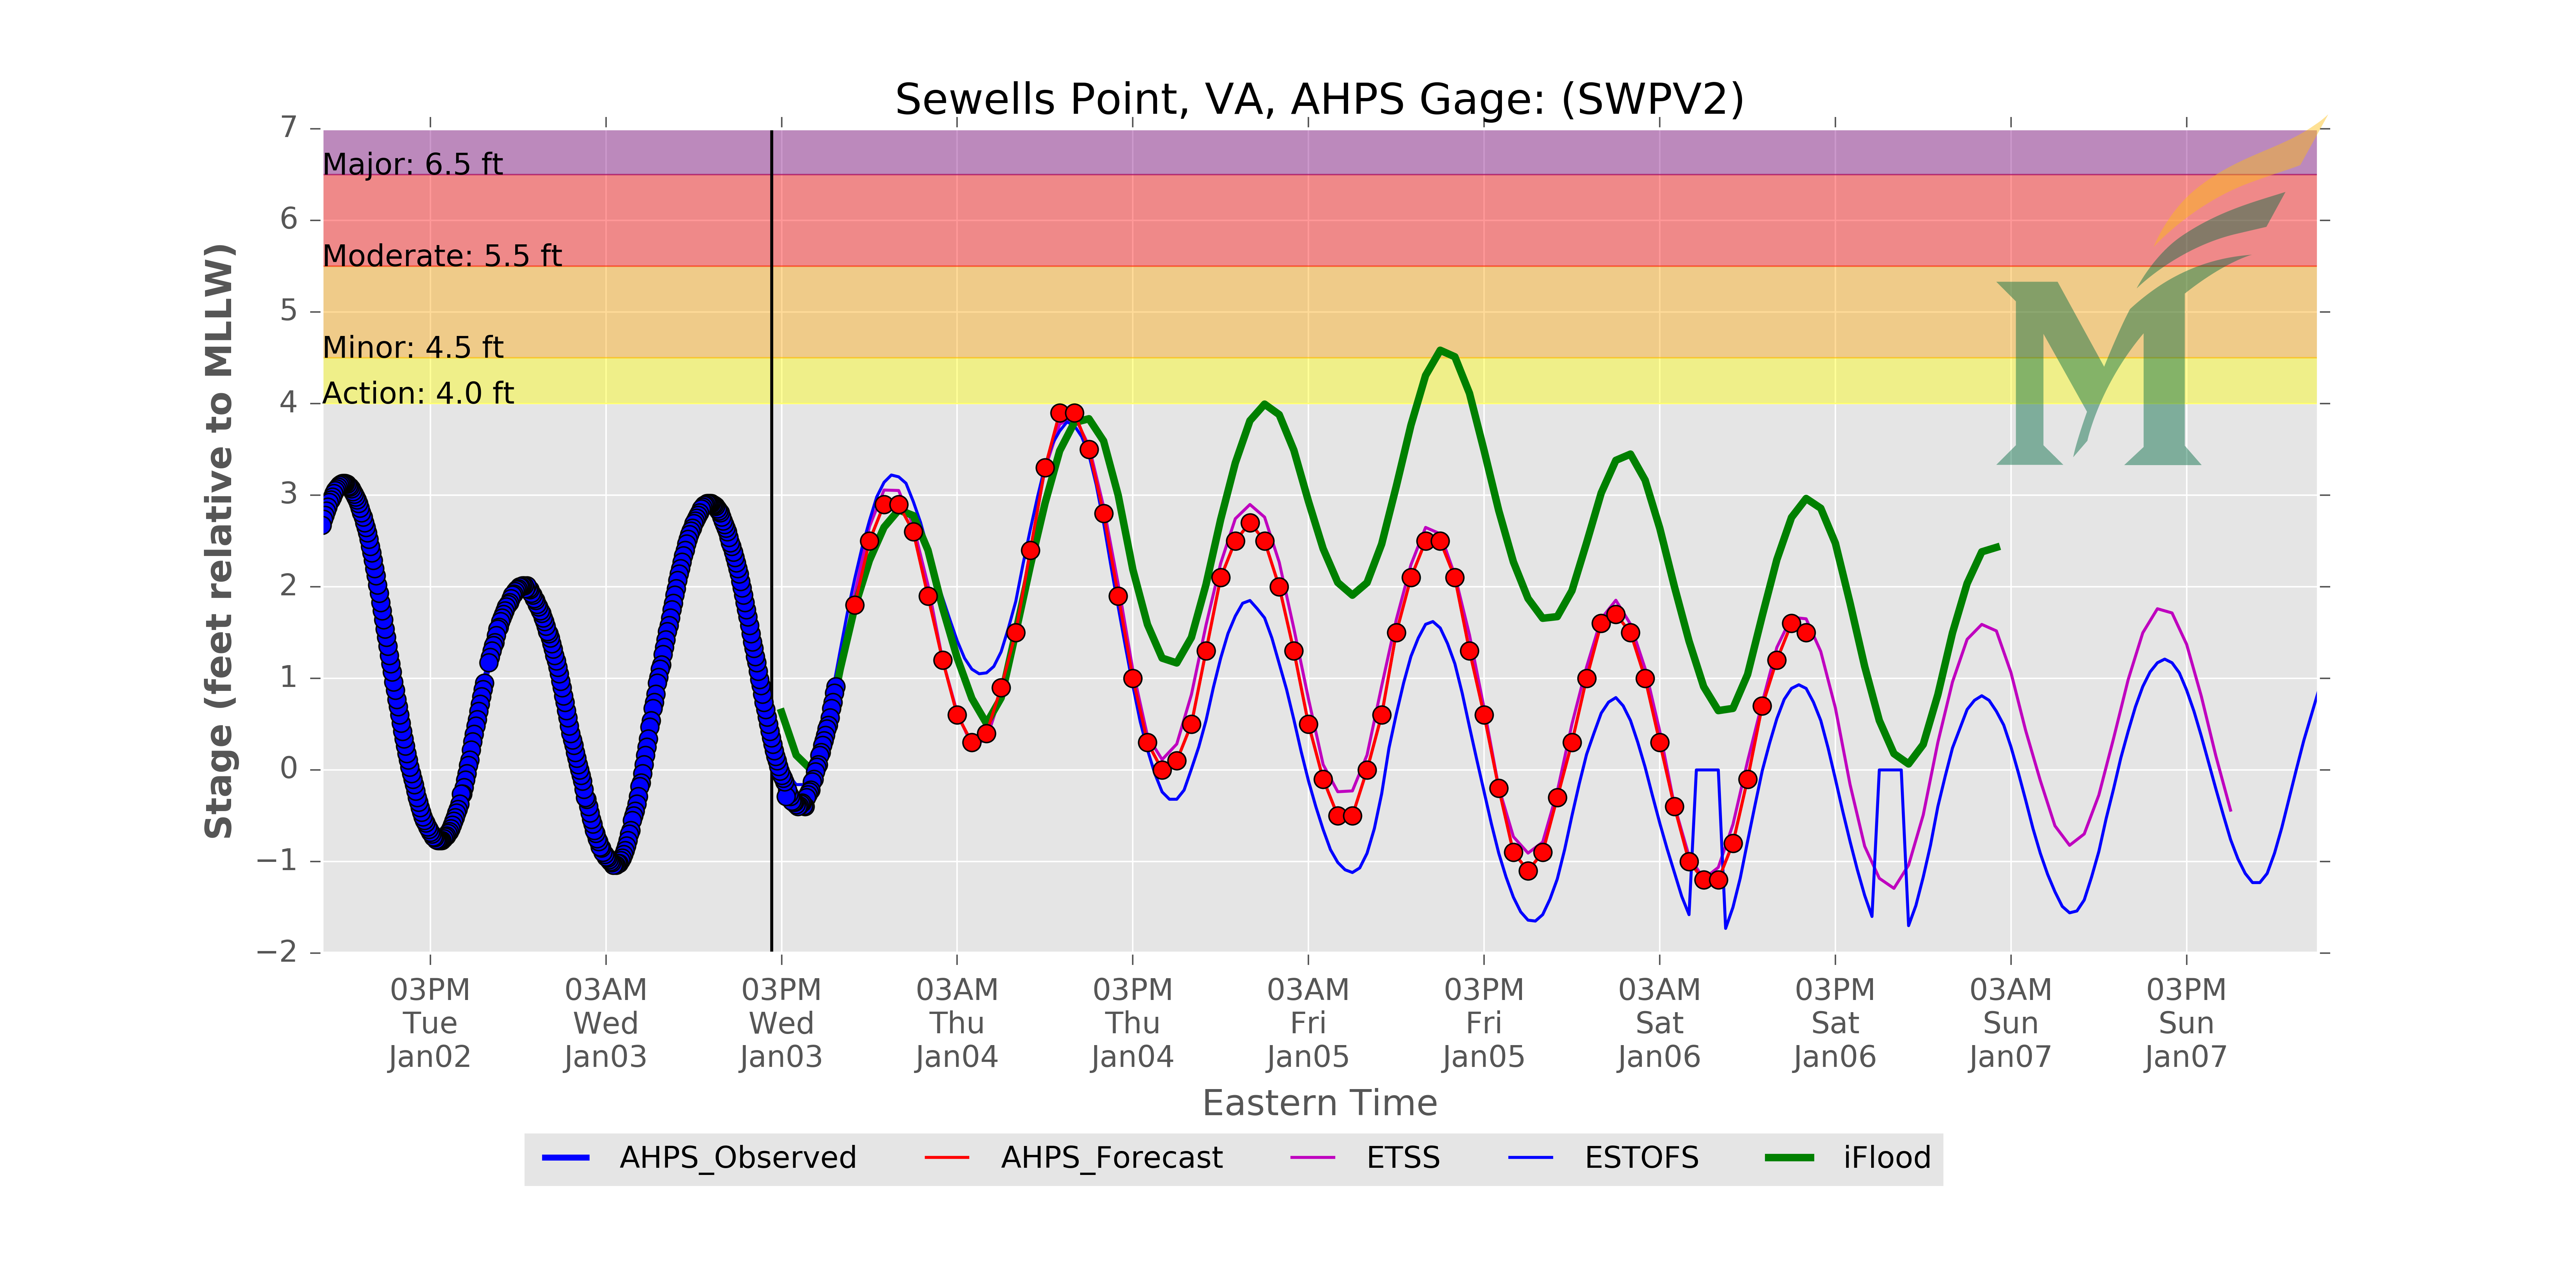 Sewells Point, VA, AHPS Gage: (SWPV2)
7
Major: 6.5 ft
6
Moderate: 5.5 ft
5
Minor: 4.5 ft
Action: 4.0 ft
4
3
2
1
0
−1
−2
Stage (feet relative to MLLW)
03PM 03AM 03PM 03AM 03PM 03AM 03PM 03AM 03PM 03AM 03PM
Tue Wed Wed Thu Thu Fri Fri Sat Sat Sun Sun
Jan02 Jan03 Jan03 Jan04 Jan04 Jan05 Jan05 Jan06 Jan06 Jan07 Jan07
Eastern Time
AHPS_Observed AHPS_Forecast ETSS ESTOFS iFlood
M